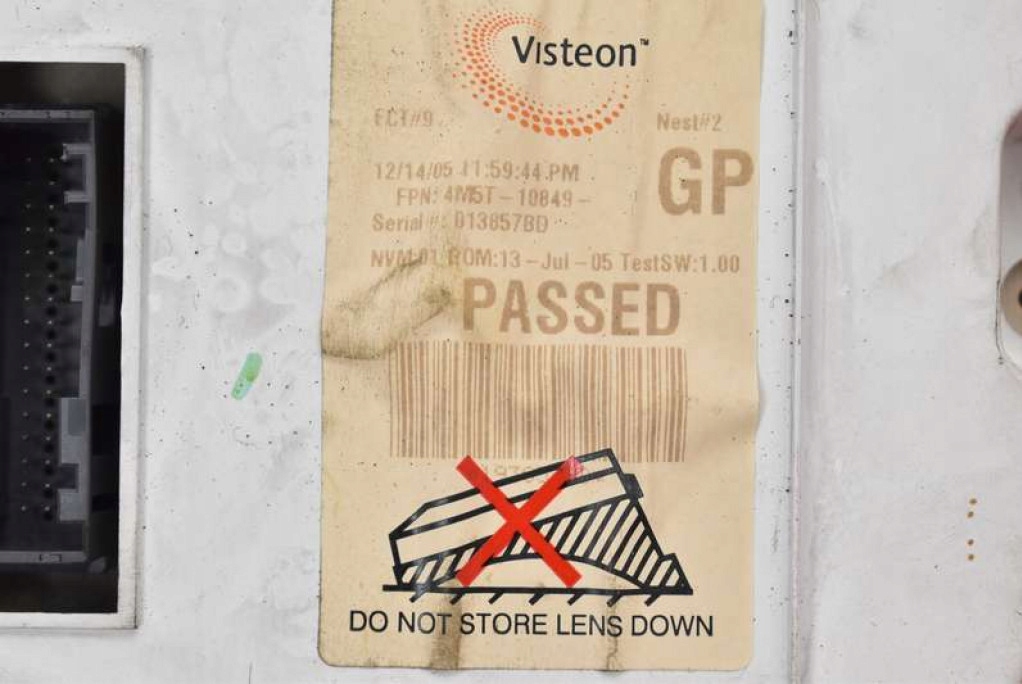 Visteon™
FCT#9 Nest#2
12/14/05 11:59:44 PM GP
FPN: 4M5T-10849-
Serial #: 013857BD
NVM:01 ROM:13-Jul-05 TestSW:1.00
PASSED
DO NOT STORE LENS DOWN